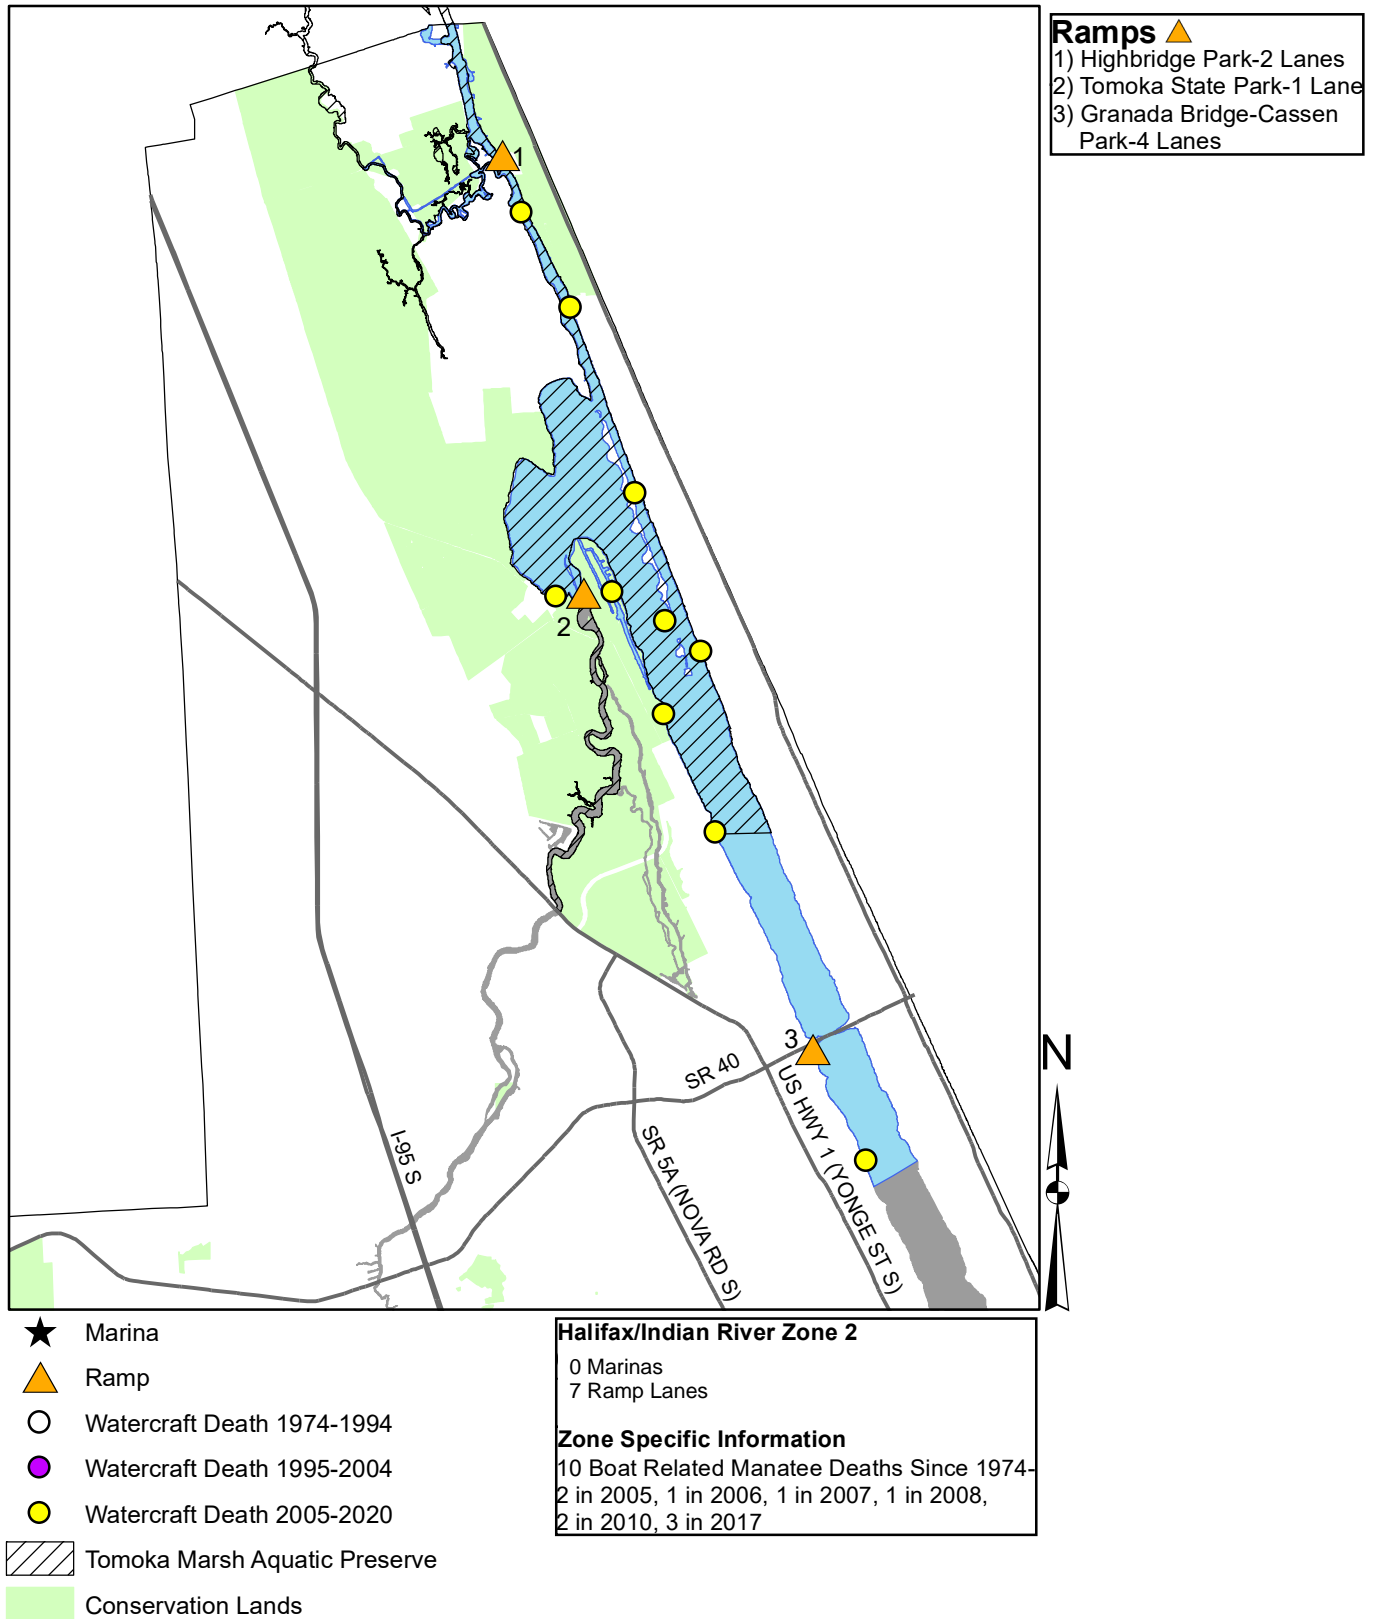 Ramps
1) Highbridge Park-2 Lanes
2) Tomoka State Park-1 Lane
3) Granada Bridge-Cassen
Park-4 Lanes
1
2
3
N
SR 40
I-95 S
SR 5A (NOVA RD S)
US HWY 1 (YONGE ST S)
Marina
Ramp
Watercraft Death 1974-1994
Watercraft Death 1995-2004
Watercraft Death 2005-2020
Tomoka Marsh Aquatic Preserve
Conservation Lands
Halifax/Indian River Zone 2
0 Marinas
7 Ramp Lanes
Zone Specific Information
10 Boat Related Manatee Deaths Since 1974-
2 in 2005, 1 in 2006, 1 in 2007, 1 in 2008,
2 in 2010, 3 in 2017